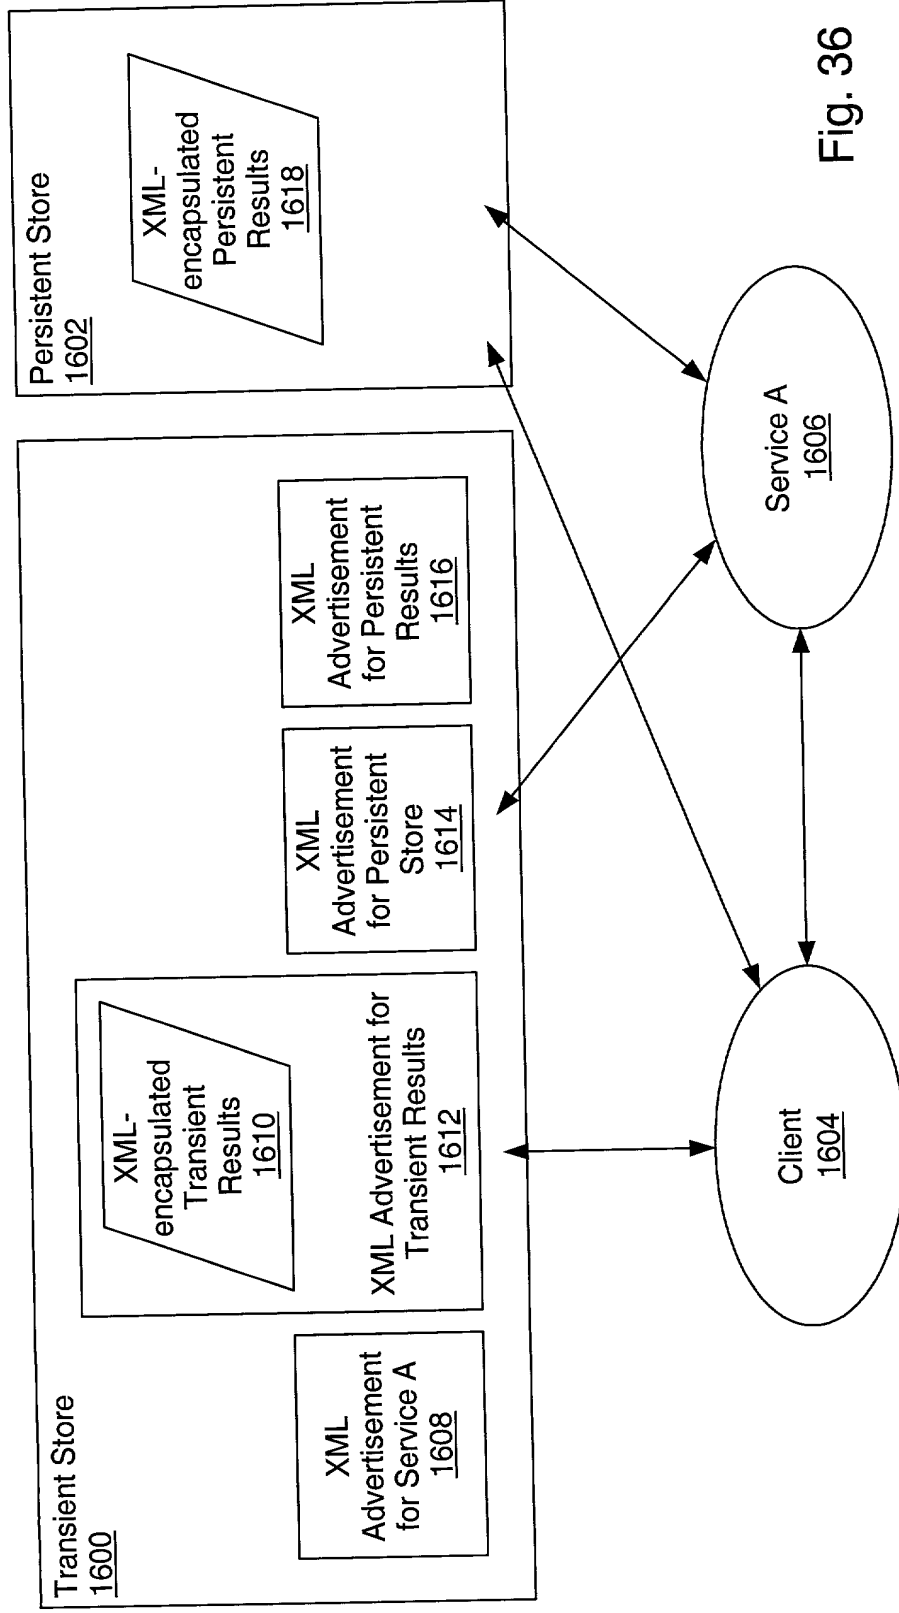 Transient Store
1600
XML
Advertisement
for Service A
1608
XML-
encapsulated
Transient
Results
1610
XML Advertisement for
Transient Results
1612
XML
Advertisement
for Persistent
Store
1614
XML
Advertisement
for Persistent
Results
1616
Persistent Store
1602
XML-
encapsulated
Persistent
Results
1618
Client
1604
Service A
1606
Fig. 36